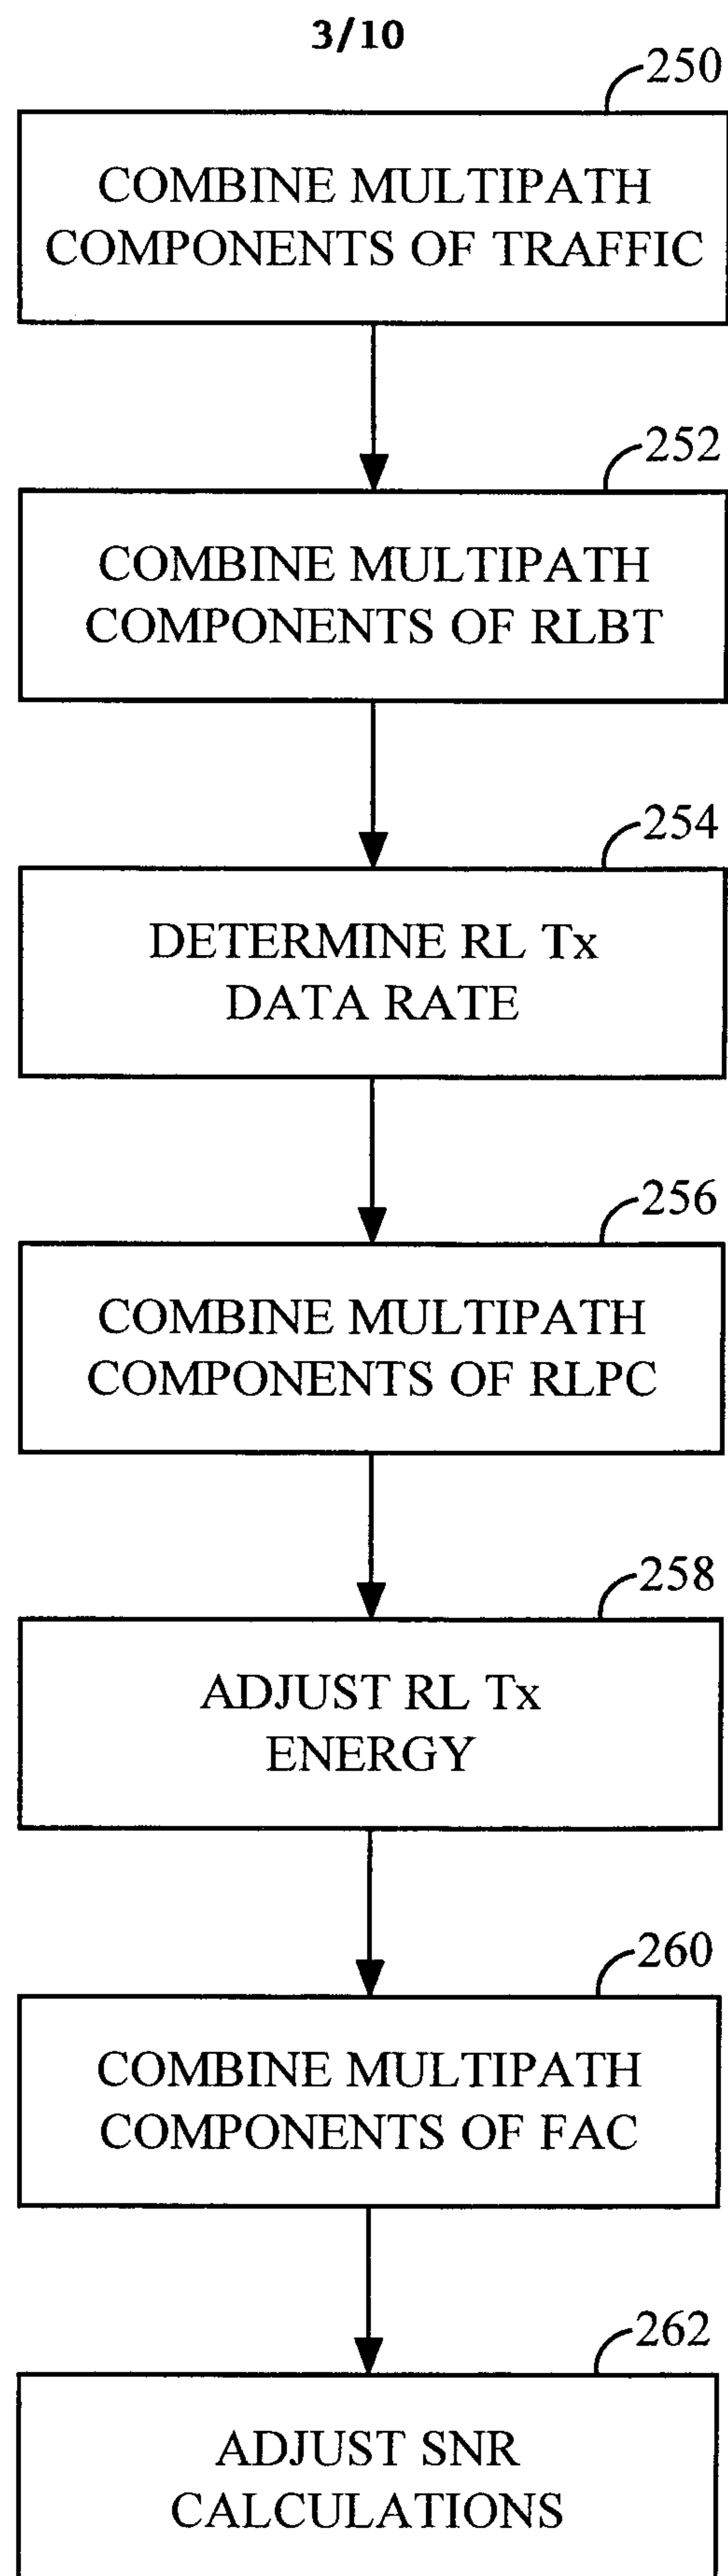 3/10
250
COMBINE MULTIPATH
COMPONENTS OF TRAFFIC
252
COMBINE MULTIPATH
COMPONENTS OF RLBT
254
DETERMINE RL Tx
DATA RATE
256
COMBINE MULTIPATH
COMPONENTS OF RLPC
258
ADJUST RL Tx
ENERGY
260
COMBINE MULTIPATH
COMPONENTS OF FAC
262
ADJUST SNR
CALCULATIONS